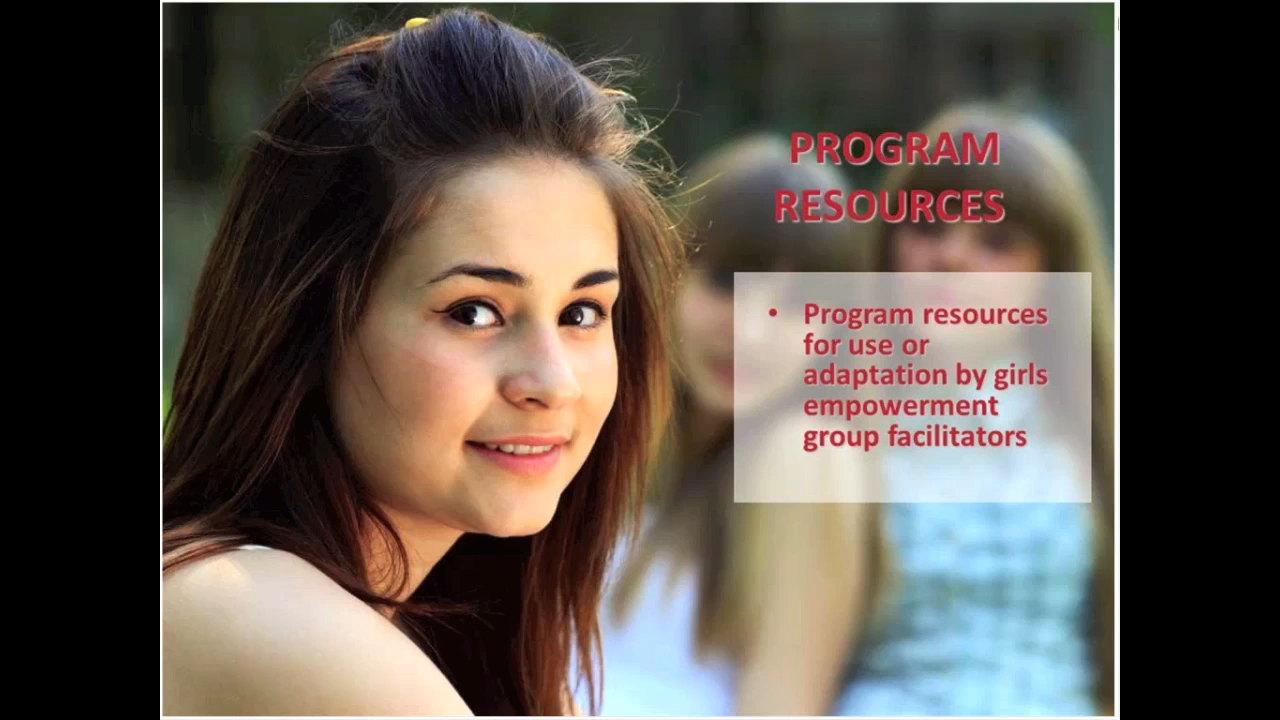 PROGRAM
RESOURCES
• Program resources
for use or
adaptation by girls
empowerment
group facilitators